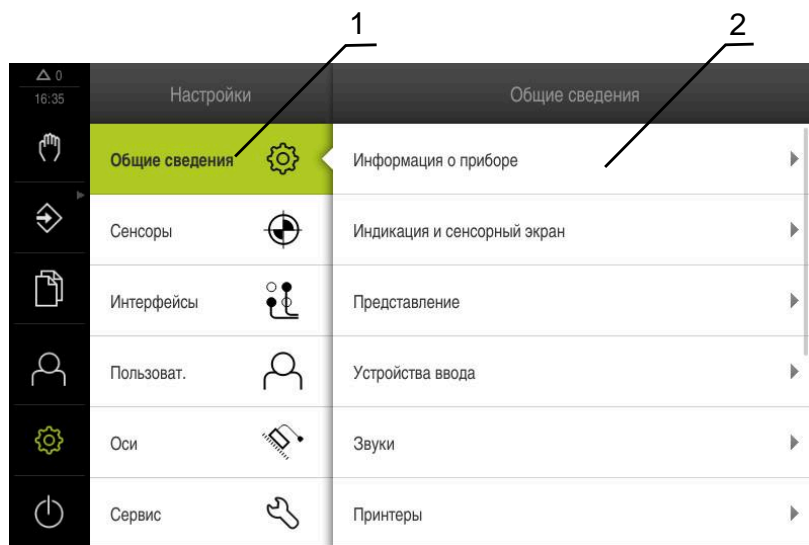 1
2
0
16:35
Настройки
Общие сведения
Общие сведения
Информация о приборе
Сенсоры
Индикация и сенсорный экран
Интерфейсы
Представление
Пользоват.
Устройства ввода
Оси
Звуки
Сервис
Принтеры